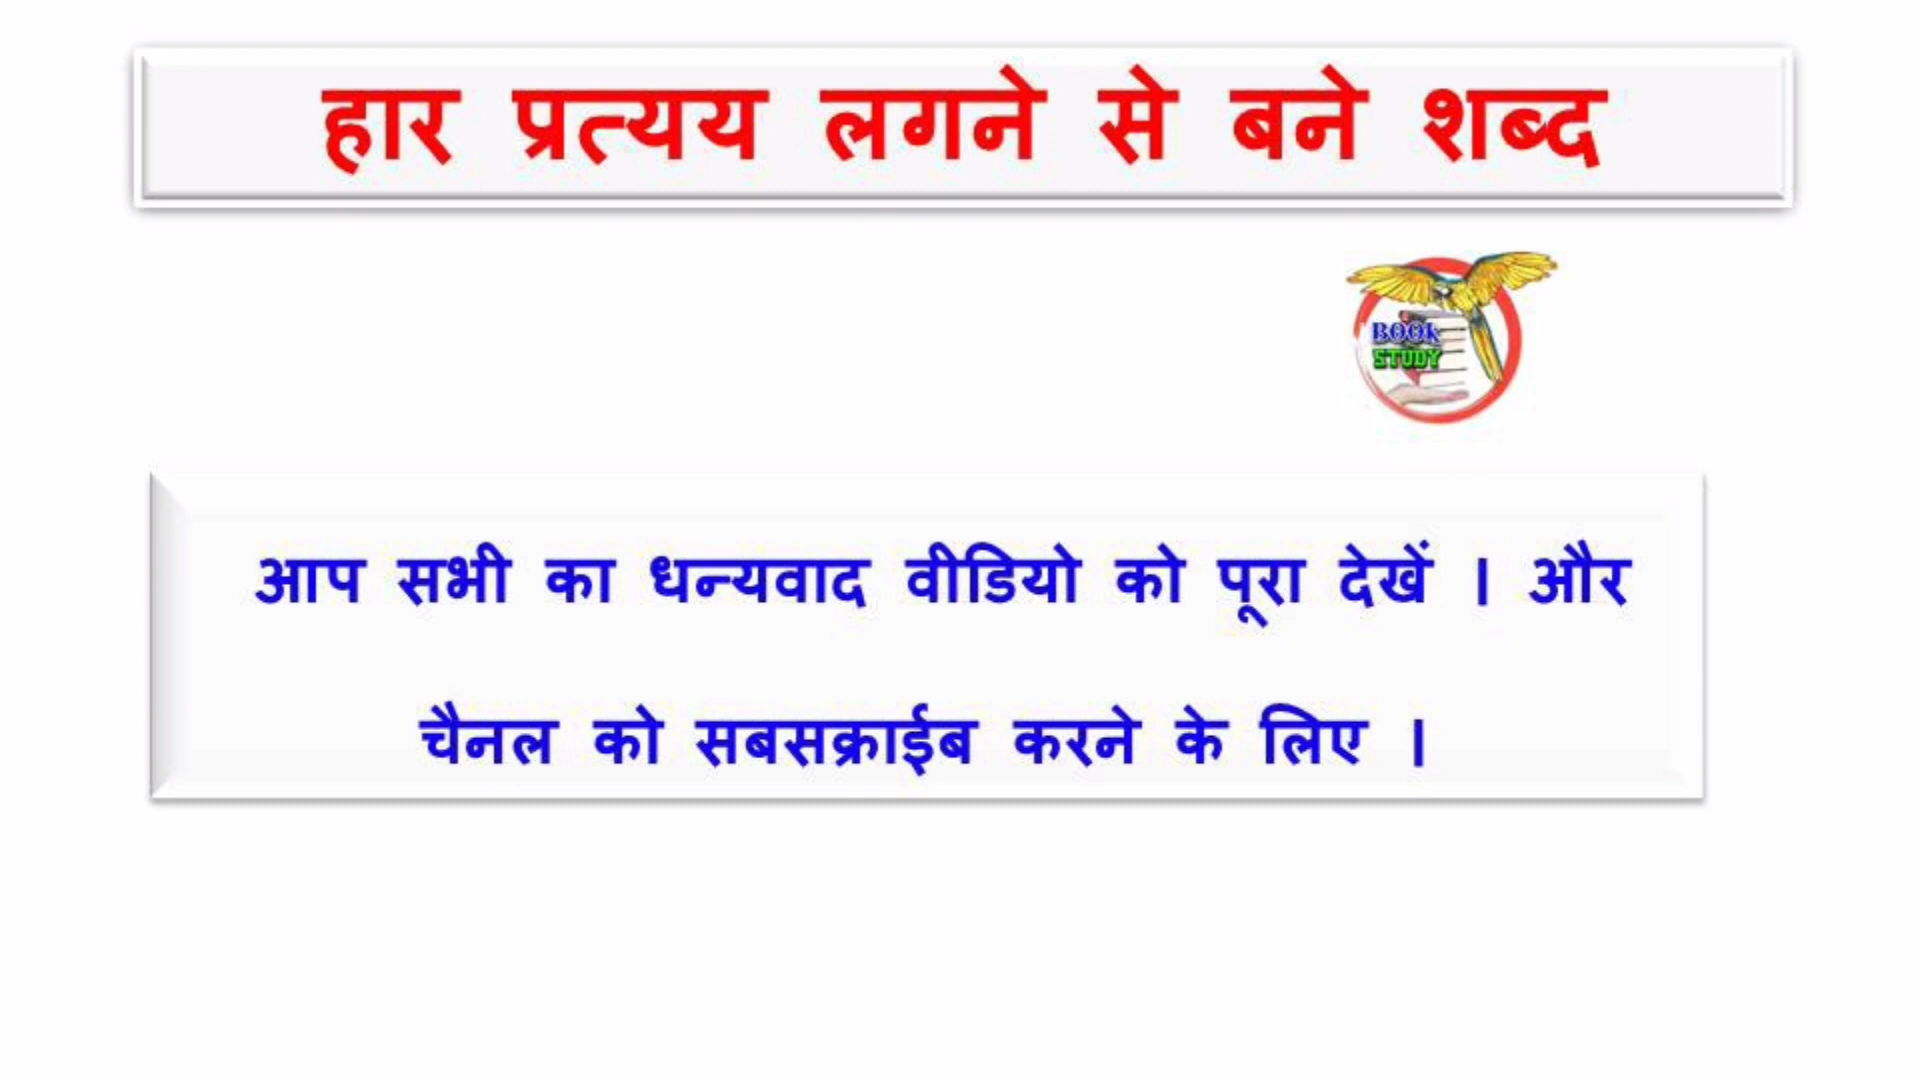 हार प्रत्यय लगने से बने शब्द
BOOK
STUDY
आप सभी का धन्यवाद वीडियो को पूरा देखें । और
चैनल को सबसक्राईब करने के लिए ।